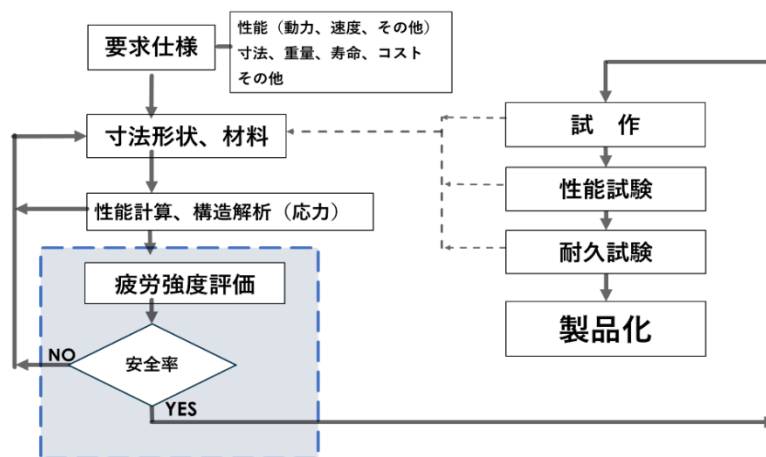 要求仕様
性能（動力、速度、その他）
寸法、重量、寿命、コスト
その他
寸法形状、材料
性能計算、構造解析（応力）
疲労強度評価
安全率
NO
YES
試　作
性能試験
耐久試験
製品化